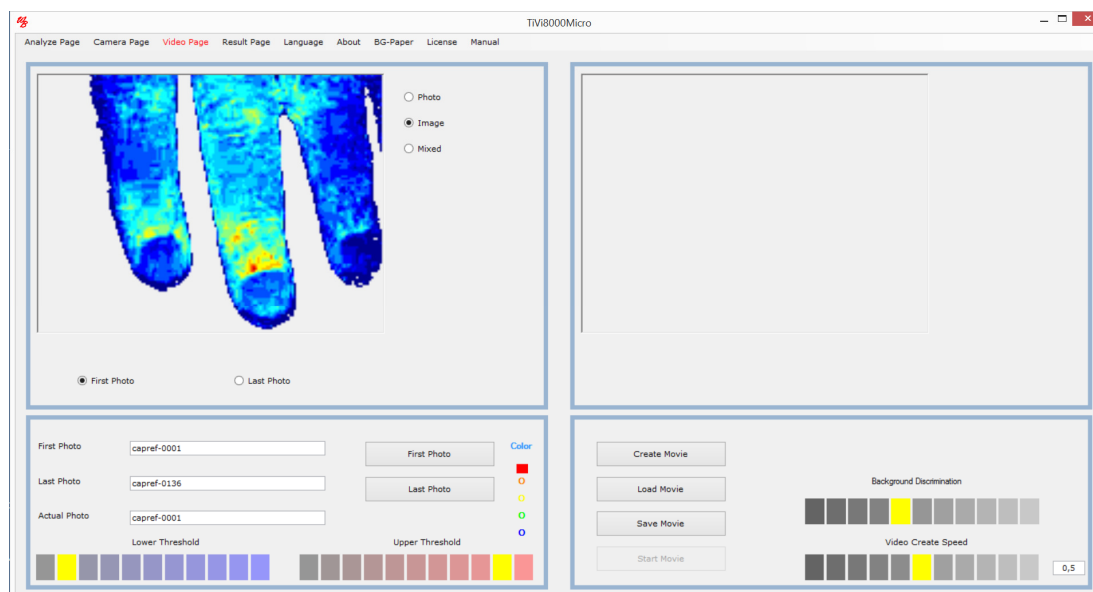 TiVi8000Micro
Analyze Page Camera Page Video Page Result Page Language About BG-Paper License Manual
Photo
Image
Mixed
First Photo Last Photo
First Photo capref-0001 First Photo Color
Last Photo capref-0136 Last Photo O
O
Actual Photo capref-0001 O
O
Lower Threshold Upper Threshold
Create Movie
Load Movie Background Discrimination
Save Movie
Video Create Speed
Start Movie
0,5